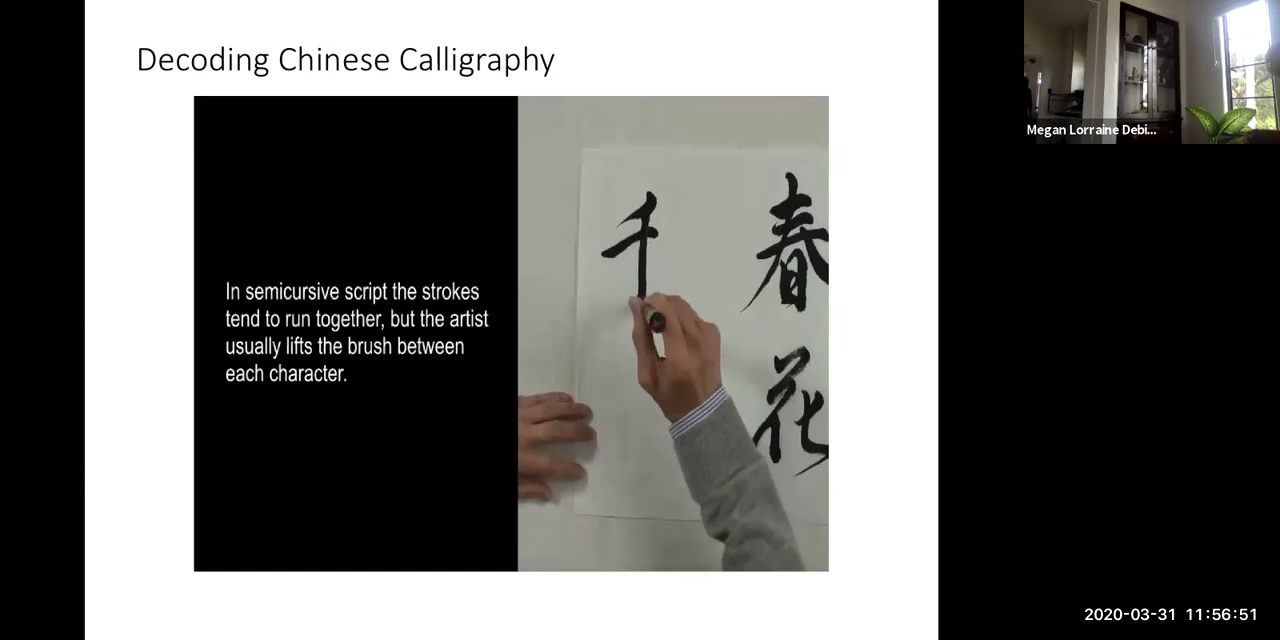 Decoding Chinese Calligraphy
In semicursive script the strokes
tend to run together, but the artist
usually lifts the brush between
each character.
千
春
花
Megan Lorraine Debi...
2020-03-31 11:56:51